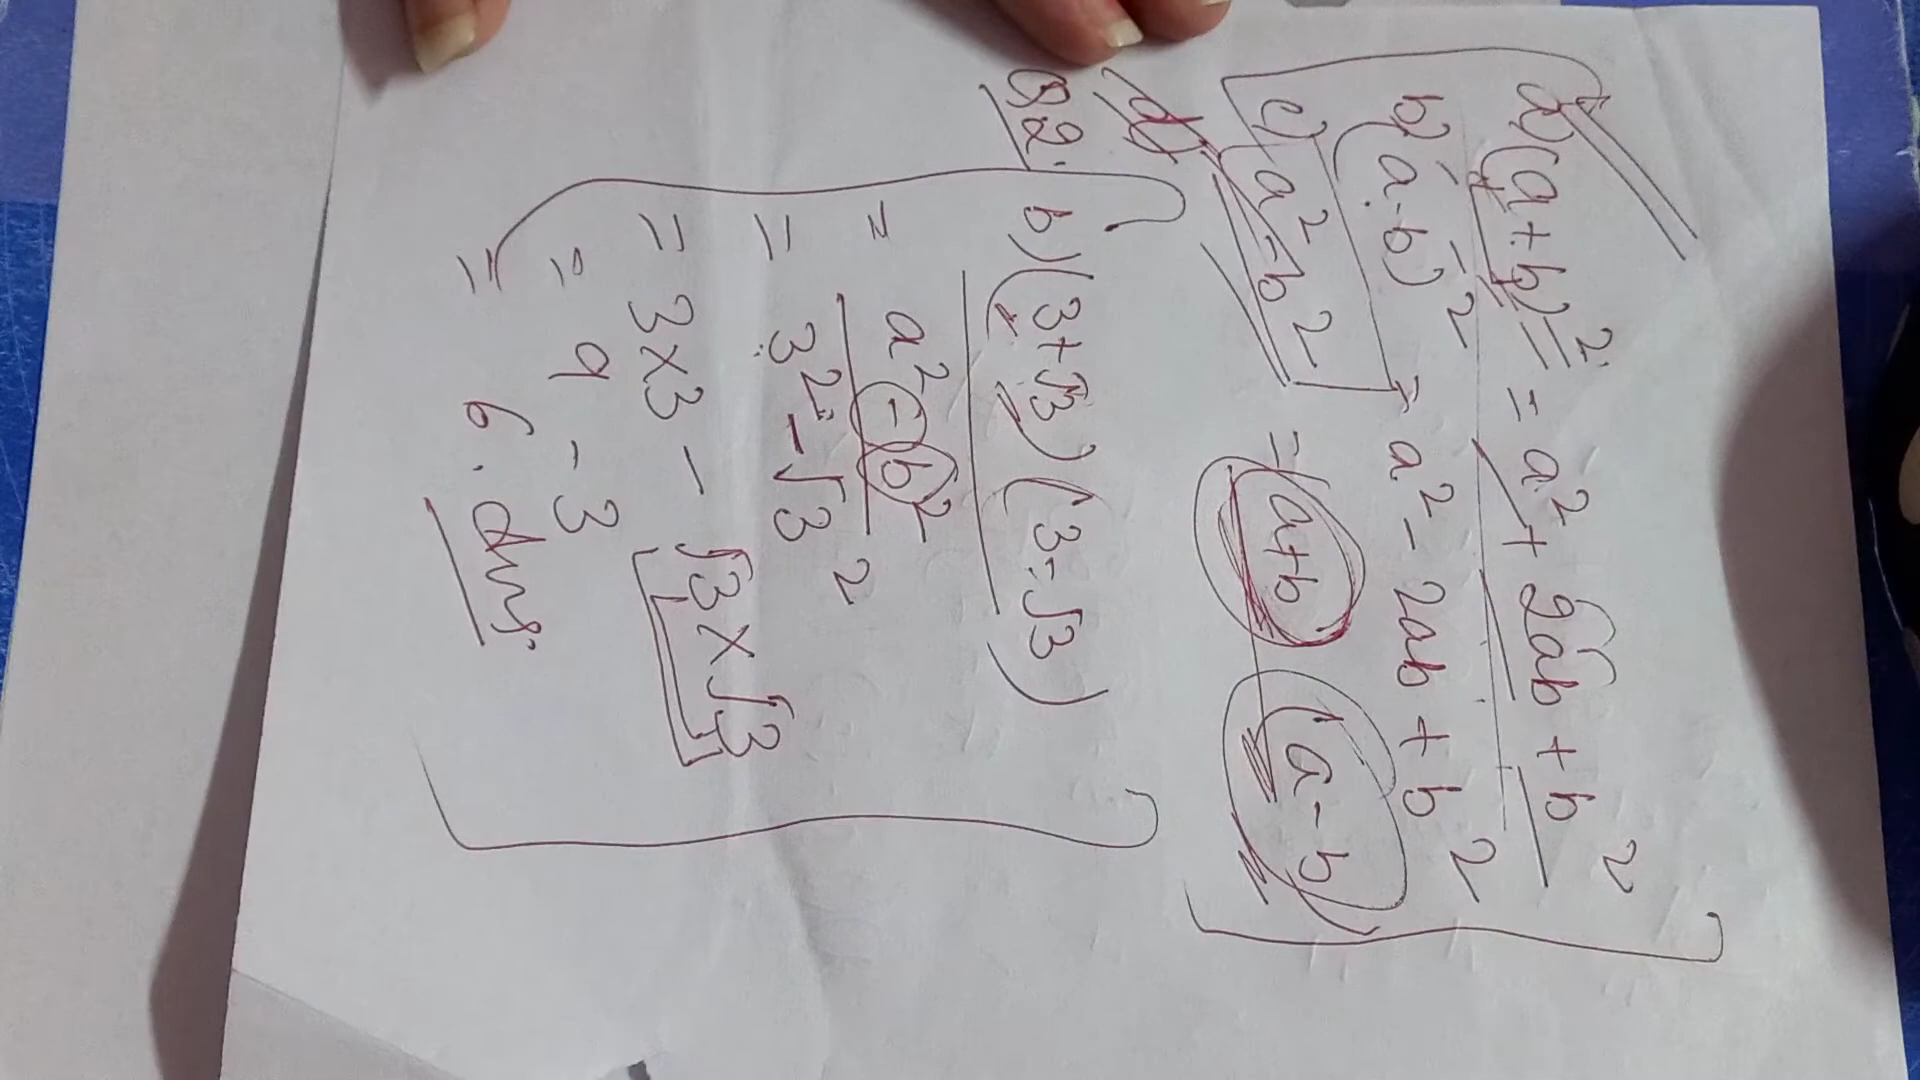 a) (a+b)² = a² + 2ab + b²
b) (a-b)² = a² - 2ab + b²
c) a² - b² = (a+b) (a-b)
Q2.
b) (3+√3) (3-√3)
= a² - b²
= 3² - √3²
= 3×3 - √3×√3
= 9 - 3
= 6. Ans